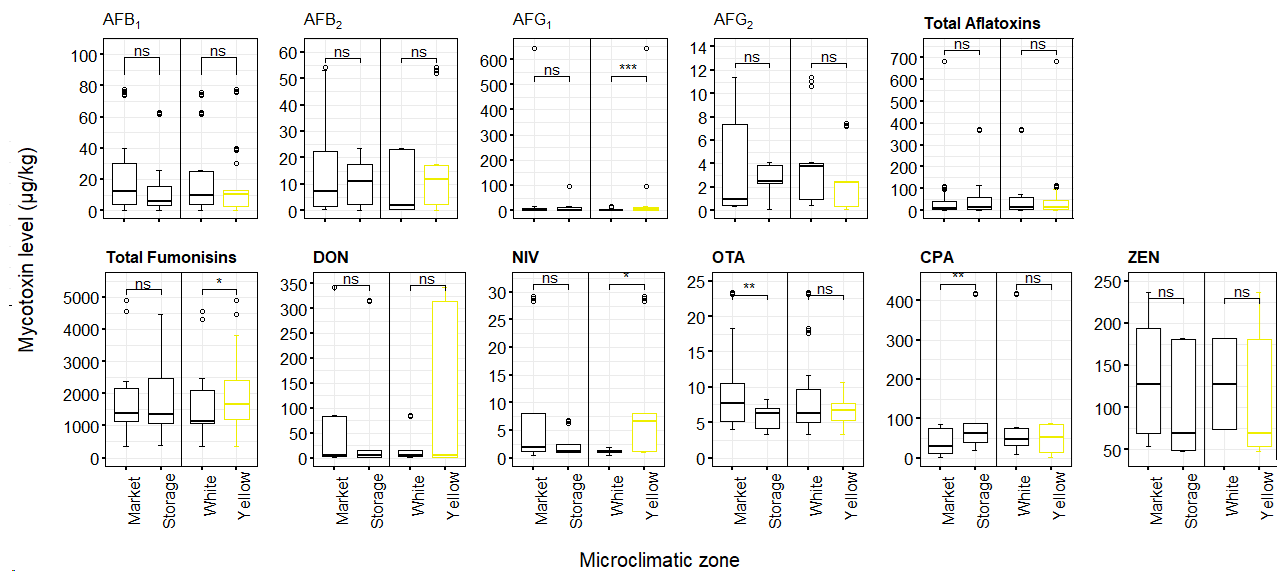 AFB1 AFB2 AFG1 AFG2 Total Aflatoxins
ns ns ns ns ns *** ns ns ns ns
100 80 60 40 20 0
60 50 40 30 20 10 0
600 500 400 300 200 100 0
14 12 10 8 6 4 2 0
700 600 500 400 300 200 100 0
Mycotoxin level (µg/kg)
Total Fumonisins DON NIV OTA CPA ZEN
ns * ns ns ns * ** ns ** ns ns ns
5000 4000 3000 2000 1000 0
350 300 250 200 150 100 50 0
30 25 20 15 10 5 0
25 20 15 10 5 0
400 300 200 100 0
250 200 150 100 50
Market Storage White Yellow
Market Storage White Yellow
Market Storage White Yellow
Market Storage White Yellow
Market Storage White Yellow
Market Storage White Yellow
Microclimatic zone